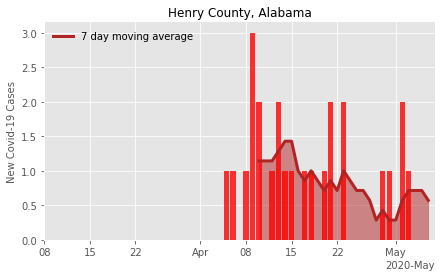 Henry County, Alabama
7 day moving average
New Covid-19 Cases
3.0
2.5
2.0
1.5
1.0
0.5
0.0
08 15 22 Apr 08 15 22 May
2020-May